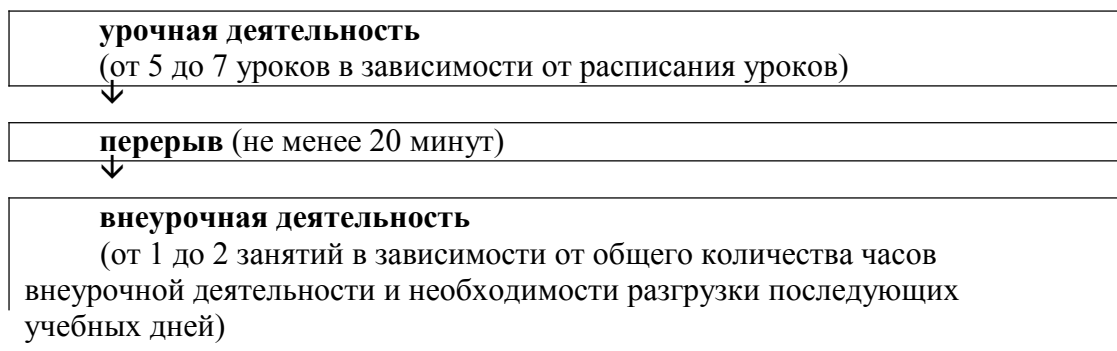 урочная деятельность
(от 5 до 7 уроков в зависимости от расписания уроков)
↓
перерыв (не менее 20 минут)
↓
внеурочная деятельность
(от 1 до 2 занятий в зависимости от общего количества часов
внеурочной деятельности и необходимости разгрузки последующих
учебных дней)